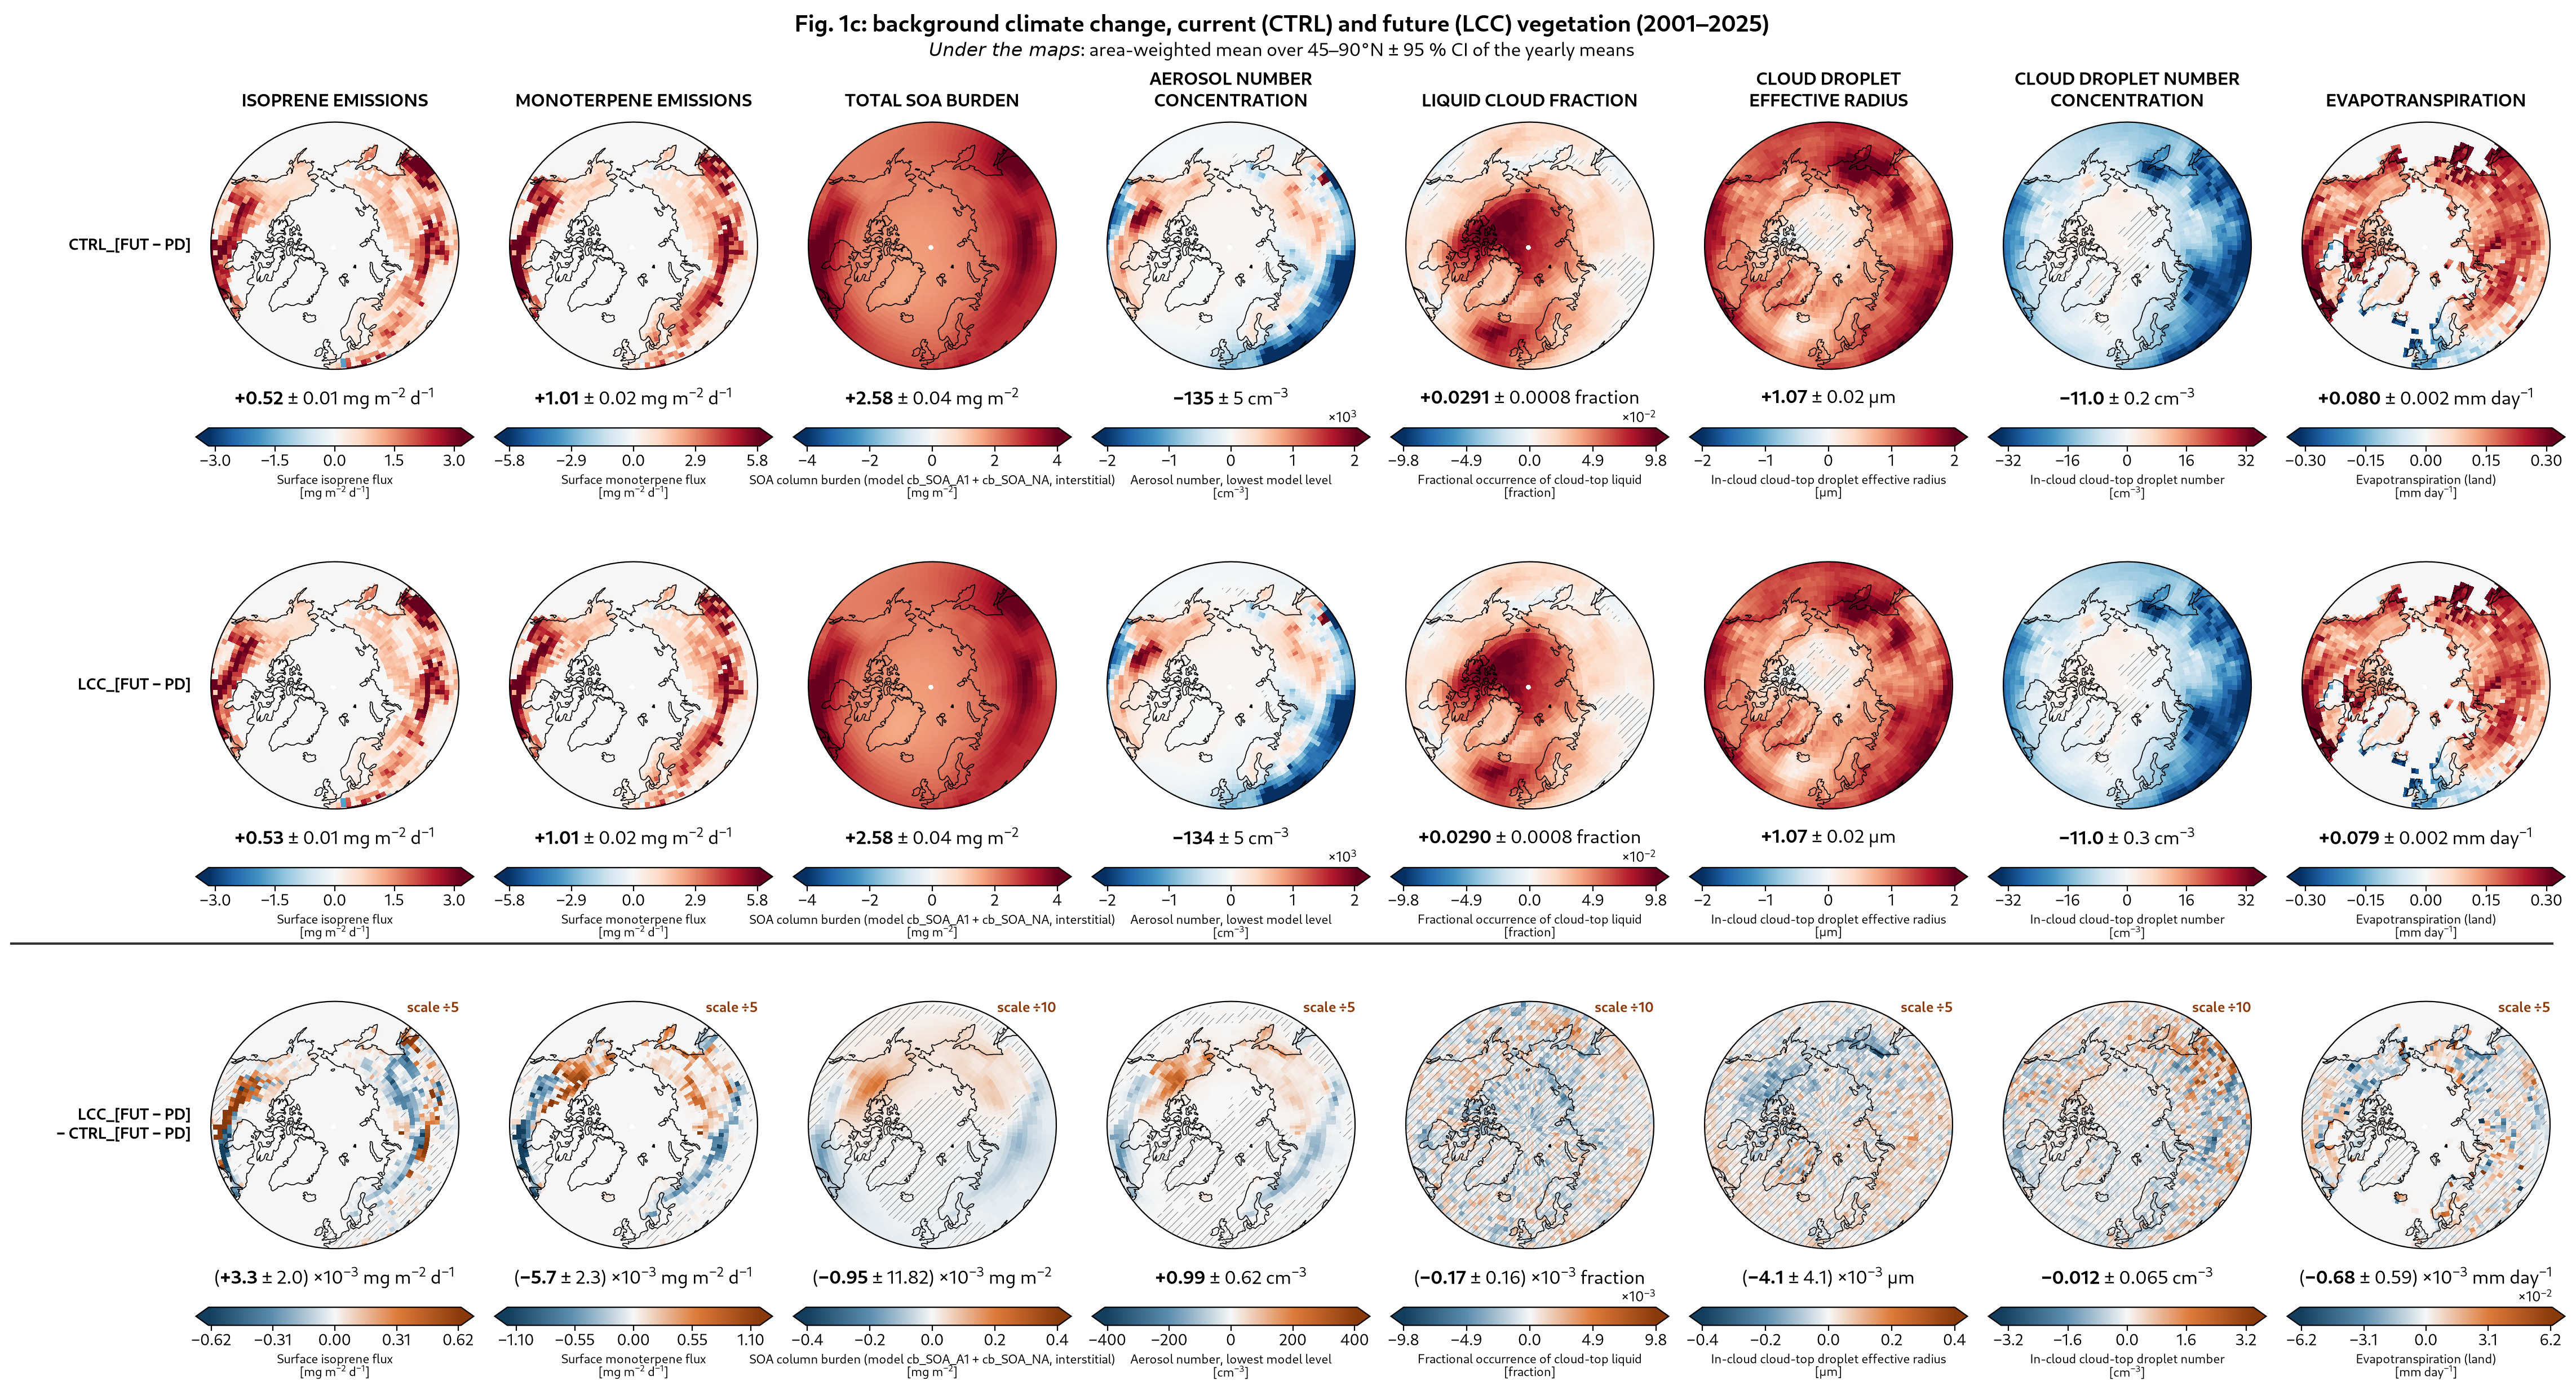 Fig. 1c: background climate change, current (CTRL) and future (LCC) vegetation (2001–2025)
Under the maps: area-weighted mean over 45–90°N ± 95 % CI of the yearly means
ISOPRENE EMISSIONS
MONOTERPENE EMISSIONS
TOTAL SOA BURDEN
AEROSOL NUMBER
CONCENTRATION
LIQUID CLOUD FRACTION
CLOUD DROPLET
EFFECTIVE RADIUS
CLOUD DROPLET NUMBER
CONCENTRATION
EVAPOTRANSPIRATION
CTRL_[FUT – PD]
+0.52 ± 0.01 mg m⁻² d⁻¹
+1.01 ± 0.02 mg m⁻² d⁻¹
+2.58 ± 0.04 mg m⁻²
−135 ± 5 cm⁻³
+0.0291 ± 0.0008 fraction
+1.07 ± 0.02 µm
−11.0 ± 0.2 cm⁻³
+0.080 ± 0.002 mm day⁻¹
×10³
×10⁻²
−3.0 −1.5 0.0 1.5 3.0
−5.8 −2.9 0.0 2.9 5.8
−4 −2 0 2 4
−2 −1 0 1 2
−9.8 −4.9 0.0 4.9 9.8
−2 −1 0 1 2
−32 −16 0 16 32
−0.30 −0.15 0.00 0.15 0.30
Surface isoprene flux
[mg m⁻² d⁻¹]
Surface monoterpene flux
[mg m⁻² d⁻¹]
SOA column burden (model cb_SOA_A1 + cb_SOA_NA, interstitial)
[mg m⁻²]
Aerosol number, lowest model level
[cm⁻³]
Fractional occurrence of cloud-top liquid
[fraction]
In-cloud cloud-top droplet effective radius
[µm]
In-cloud cloud-top droplet number
[cm⁻³]
Evapotranspiration (land)
[mm day⁻¹]
LCC_[FUT – PD]
+0.53 ± 0.01 mg m⁻² d⁻¹
+1.01 ± 0.02 mg m⁻² d⁻¹
+2.58 ± 0.04 mg m⁻²
−134 ± 5 cm⁻³
+0.0290 ± 0.0008 fraction
+1.07 ± 0.02 µm
−11.0 ± 0.3 cm⁻³
+0.079 ± 0.002 mm day⁻¹
×10³
×10⁻²
−3.0 −1.5 0.0 1.5 3.0
−5.8 −2.9 0.0 2.9 5.8
−4 −2 0 2 4
−2 −1 0 1 2
−9.8 −4.9 0.0 4.9 9.8
−2 −1 0 1 2
−32 −16 0 16 32
−0.30 −0.15 0.00 0.15 0.30
Surface isoprene flux
[mg m⁻² d⁻¹]
Surface monoterpene flux
[mg m⁻² d⁻¹]
SOA column burden (model cb_SOA_A1 + cb_SOA_NA, interstitial)
[mg m⁻²]
Aerosol number, lowest model level
[cm⁻³]
Fractional occurrence of cloud-top liquid
[fraction]
In-cloud cloud-top droplet effective radius
[µm]
In-cloud cloud-top droplet number
[cm⁻³]
Evapotranspiration (land)
[mm day⁻¹]
scale ÷5
scale ÷5
scale ÷10
scale ÷5
scale ÷10
scale ÷5
scale ÷10
scale ÷5
LCC_[FUT – PD]
– CTRL_[FUT – PD]
(+3.3 ± 2.0) ×10⁻³ mg m⁻² d⁻¹
(−5.7 ± 2.3) ×10⁻³ mg m⁻² d⁻¹
(−0.95 ± 11.82) ×10⁻³ mg m⁻²
+0.99 ± 0.62 cm⁻³
(−0.17 ± 0.16) ×10⁻³ fraction
(−4.1 ± 4.1) ×10⁻³ µm
−0.012 ± 0.065 cm⁻³
(−0.68 ± 0.59) ×10⁻³ mm day⁻¹
×10⁻³
×10⁻²
−0.62 −0.31 0.00 0.31 0.62
−1.10 −0.55 0.00 0.55 1.10
−0.4 −0.2 0.0 0.2 0.4
−400 −200 0 200 400
−9.8 −4.9 0.0 4.9 9.8
−0.4 −0.2 0.0 0.2 0.4
−3.2 −1.6 0.0 1.6 3.2
−6.2 −3.1 0.0 3.1 6.2
Surface isoprene flux
[mg m⁻² d⁻¹]
Surface monoterpene flux
[mg m⁻² d⁻¹]
SOA column burden (model cb_SOA_A1 + cb_SOA_NA, interstitial)
[mg m⁻²]
Aerosol number, lowest model level
[cm⁻³]
Fractional occurrence of cloud-top liquid
[fraction]
In-cloud cloud-top droplet effective radius
[µm]
In-cloud cloud-top droplet number
[cm⁻³]
Evapotranspiration (land)
[mm day⁻¹]